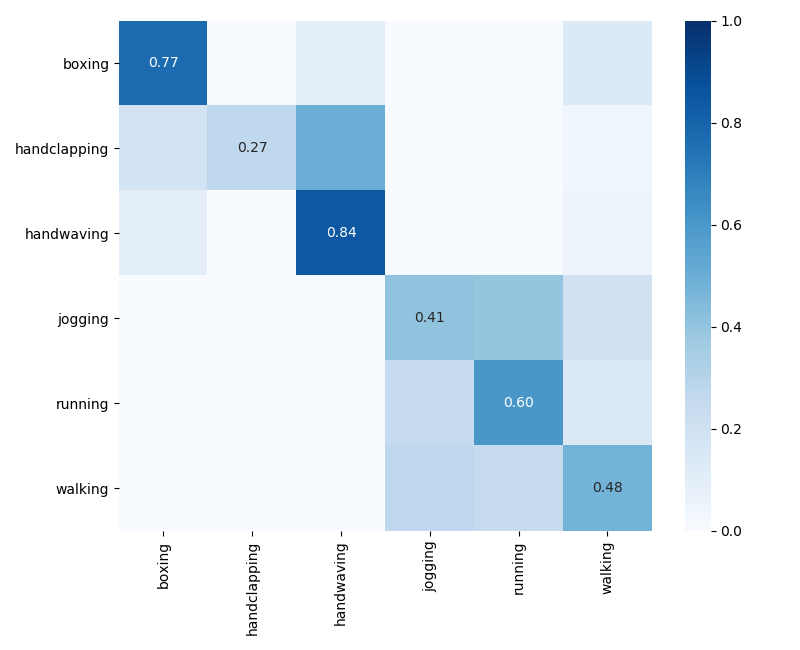 1.0
boxing 0.77
0.8
handclapping 0.27
handwaving 0.84
0.6
jogging 0.41
0.4
running 0.60
0.2
walking 0.48
0.0
boxing
handclapping
handwaving
jogging
running
walking